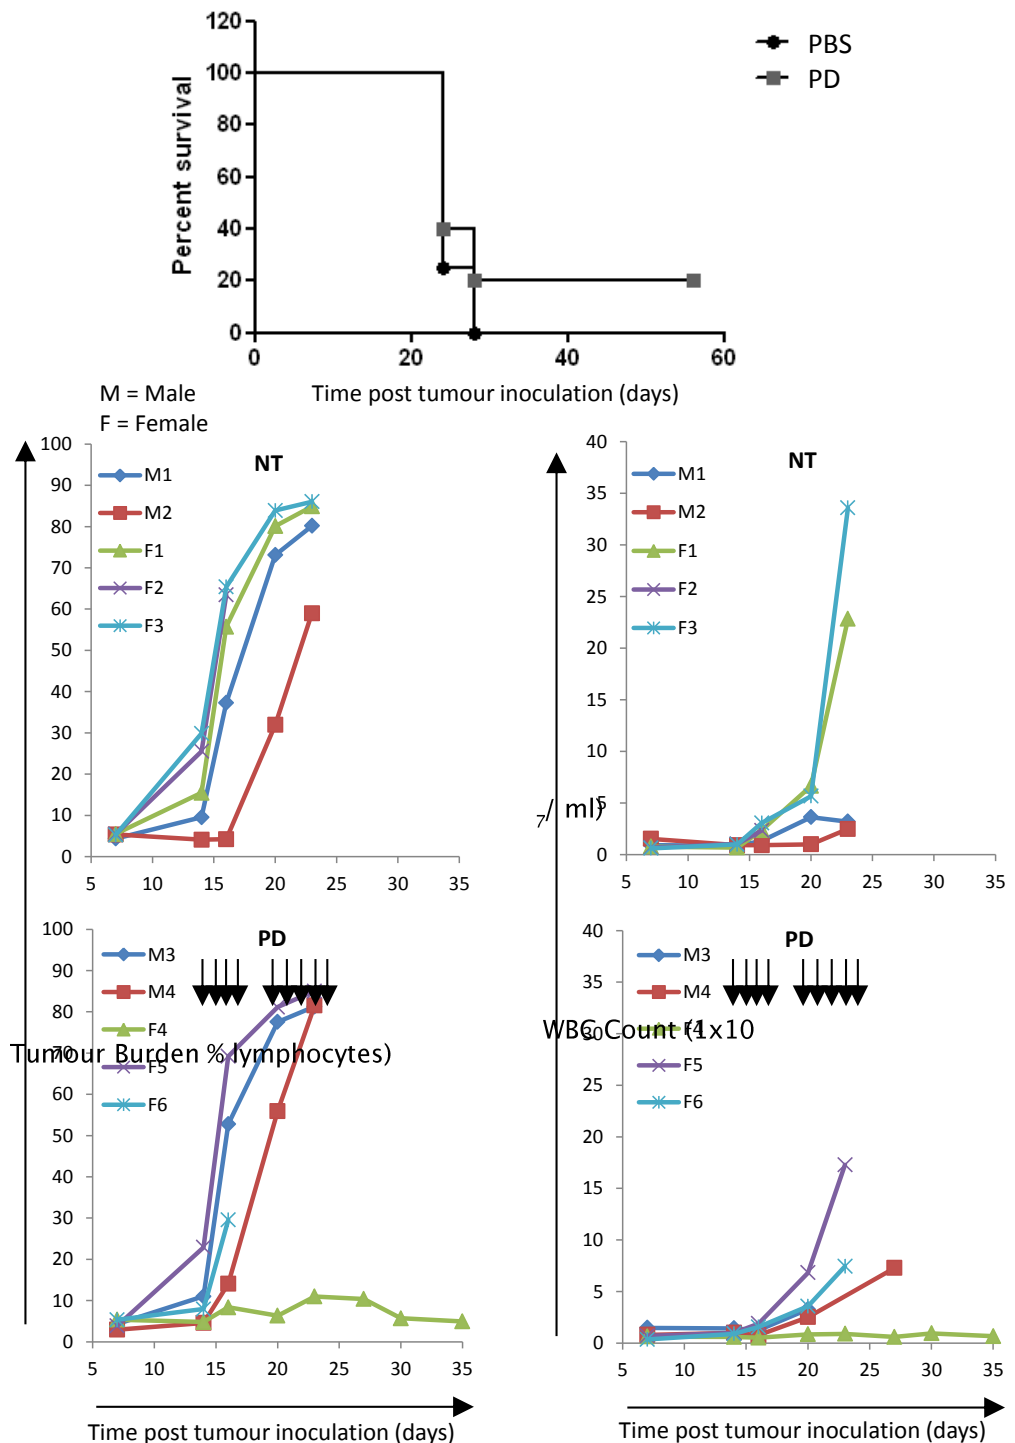 120
100
80
60
40
20
0
0 20 40 60
Percent survival
Time post tumour inoculation (days)
PBS
PD
M = Male
F = Female
100
90
80
70
60
50
40
30
20
10
0
5 10 15 20 25 30 35
NT
M1
M2
F1
F2
F3
40
35
30
25
20
15
10
5
0
5 10 15 20 25 30 35
NT
M1
M2
F1
F2
F3
7/ ml)
100
90
80
70
60
50
40
30
20
10
0
5 10 15 20 25 30 35
PD
M3
M4
F4
F5
F6
Tumour Burden % lymphocytes)
Time post tumour inoculation (days)
40
35
30
25
20
15
10
5
0
5 10 15 20 25 30 35
PD
M3
M4
F4
F5
F6
WBC Count (1x10
Time post tumour inoculation (days)